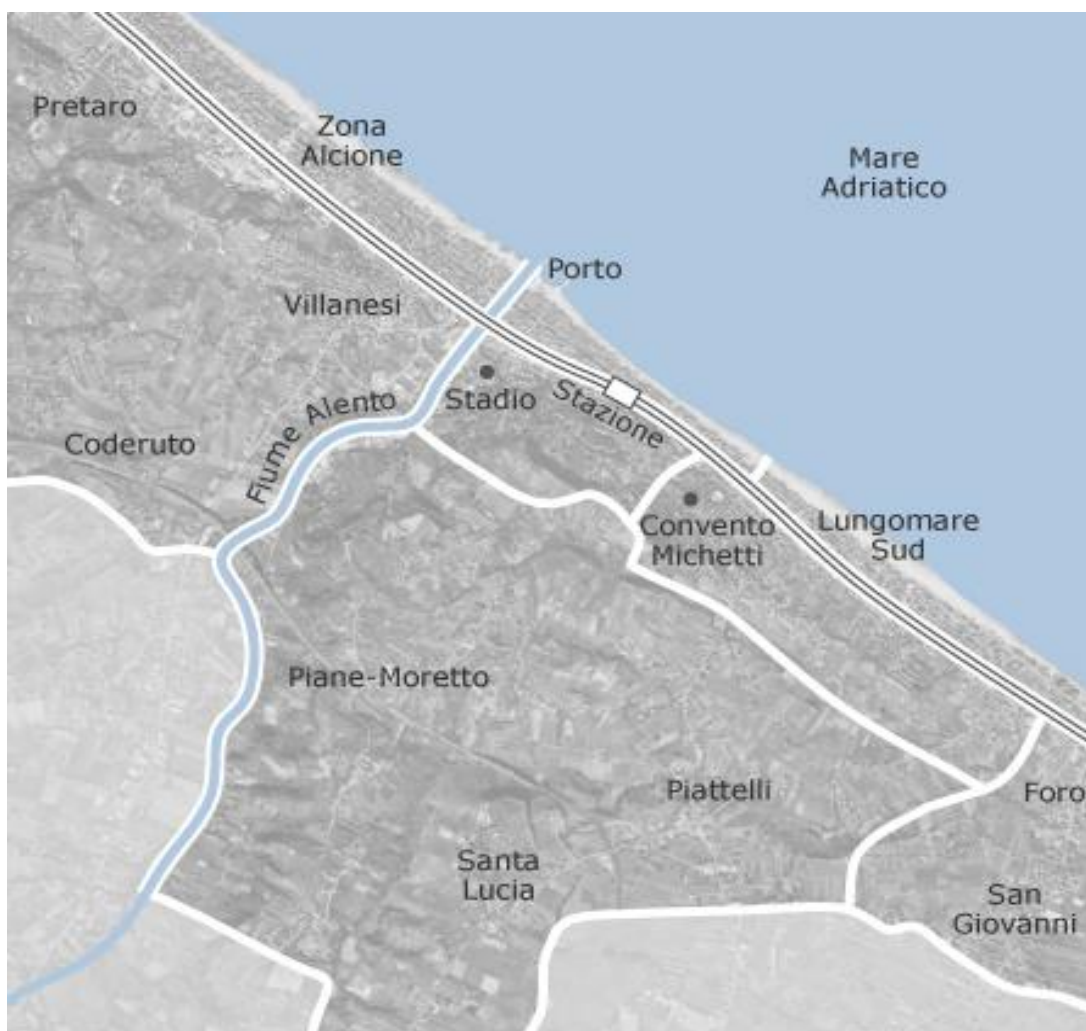 Pretaro
Zona
Alcione
Mare
Adriatico
Porto
Villanesi
Fiume Alento
Stadio
Stazione
Coderuto
Convento
Michetti
Lungomare
Sud
Piane-Moretto
Piattelli
Foro
Santa
Lucia
San
Giovanni